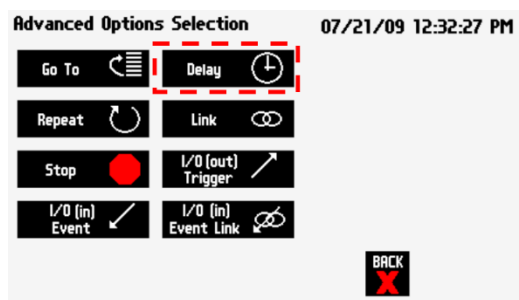 Advanced Options Selection 07/21/09 12:32:27 PM
Go To Delay
Repeat Link
Stop I/O (out)
Trigger
I/O (in)
Event I/O (in)
Event Link
BACK
X